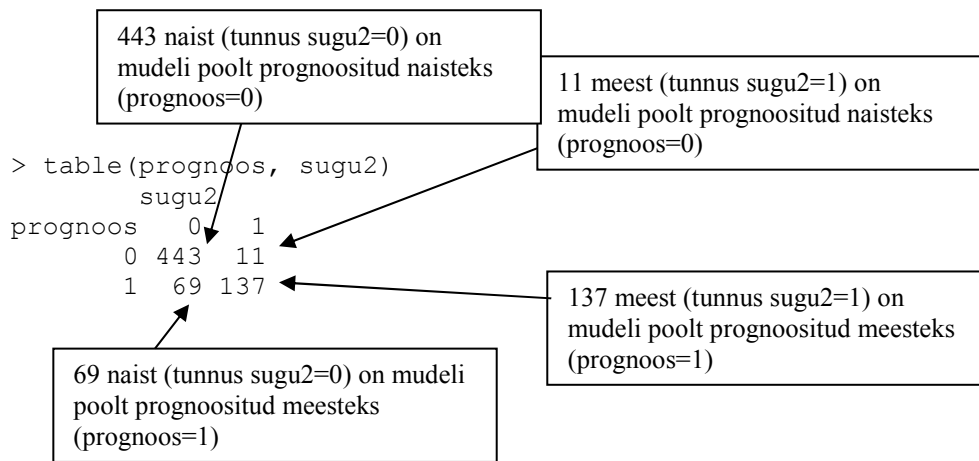 443 naist (tunnus sugu2=0) on
mudeli poolt prognoositud naisteks
(prognoos=0)
11 meest (tunnus sugu2=1) on
mudeli poolt prognoositud naisteks
(prognoos=0)
> table(prognoos, sugu2)
sugu2
prognoos 0 1
0 443 11
1 69 137
137 meest (tunnus sugu2=1) on
mudeli poolt prognoositud meesteks
(prognoos=1)
69 naist (tunnus sugu2=0) on mudeli
poolt prognoositud meesteks
(prognoos=1)